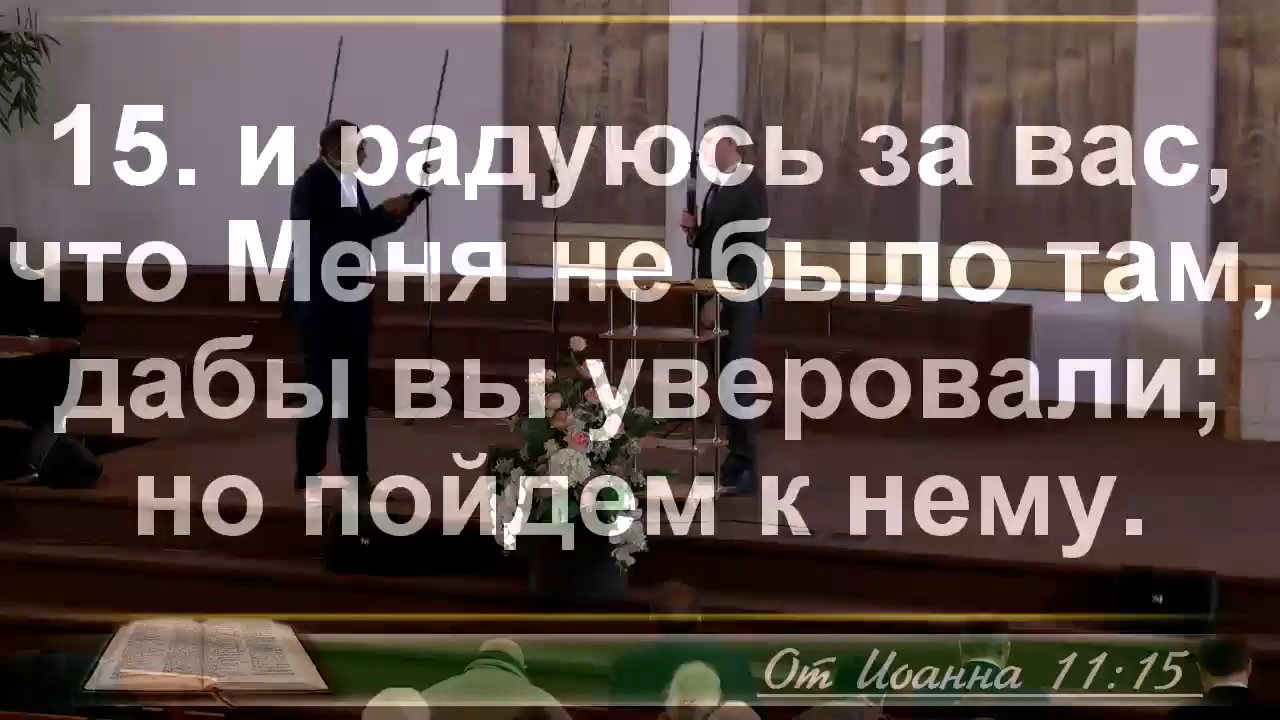 15. и радуюсь за вас,
что Меня не было там,
дабы вы уверовали;
но пойдем к нему.
От Иоанна 11:15